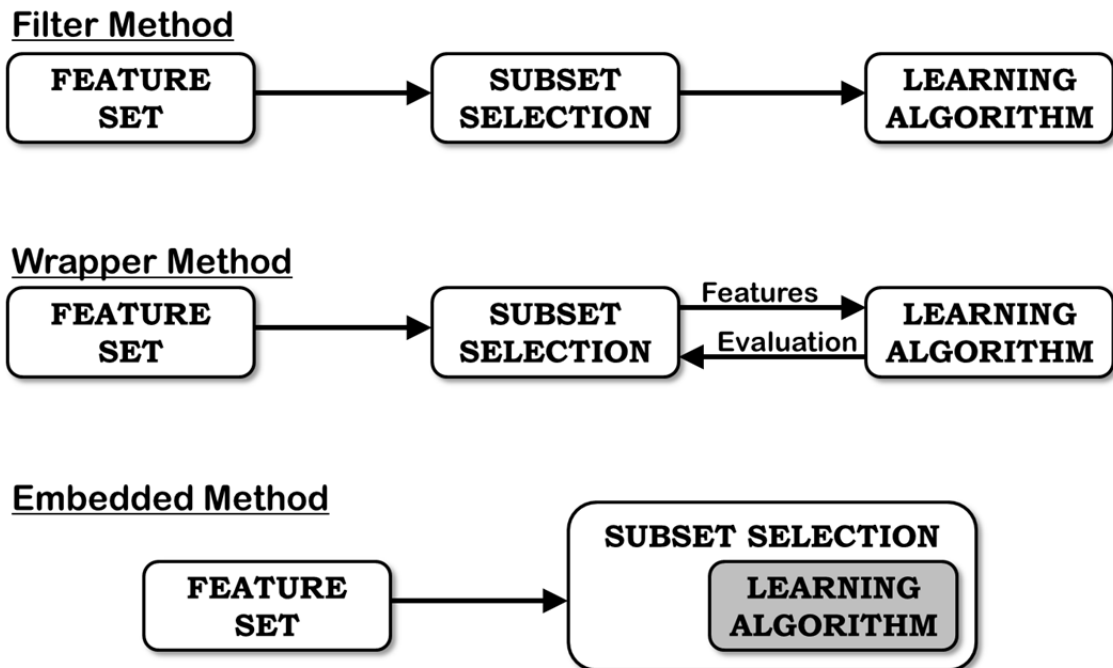 Filter Method
FEATURE
SET
SUBSET
SELECTION
LEARNING
ALGORITHM
Wrapper Method
FEATURE
SET
SUBSET
SELECTION
Features
Evaluation
LEARNING
ALGORITHM
Embedded Method
FEATURE
SET
SUBSET SELECTION
LEARNING
ALGORITHM